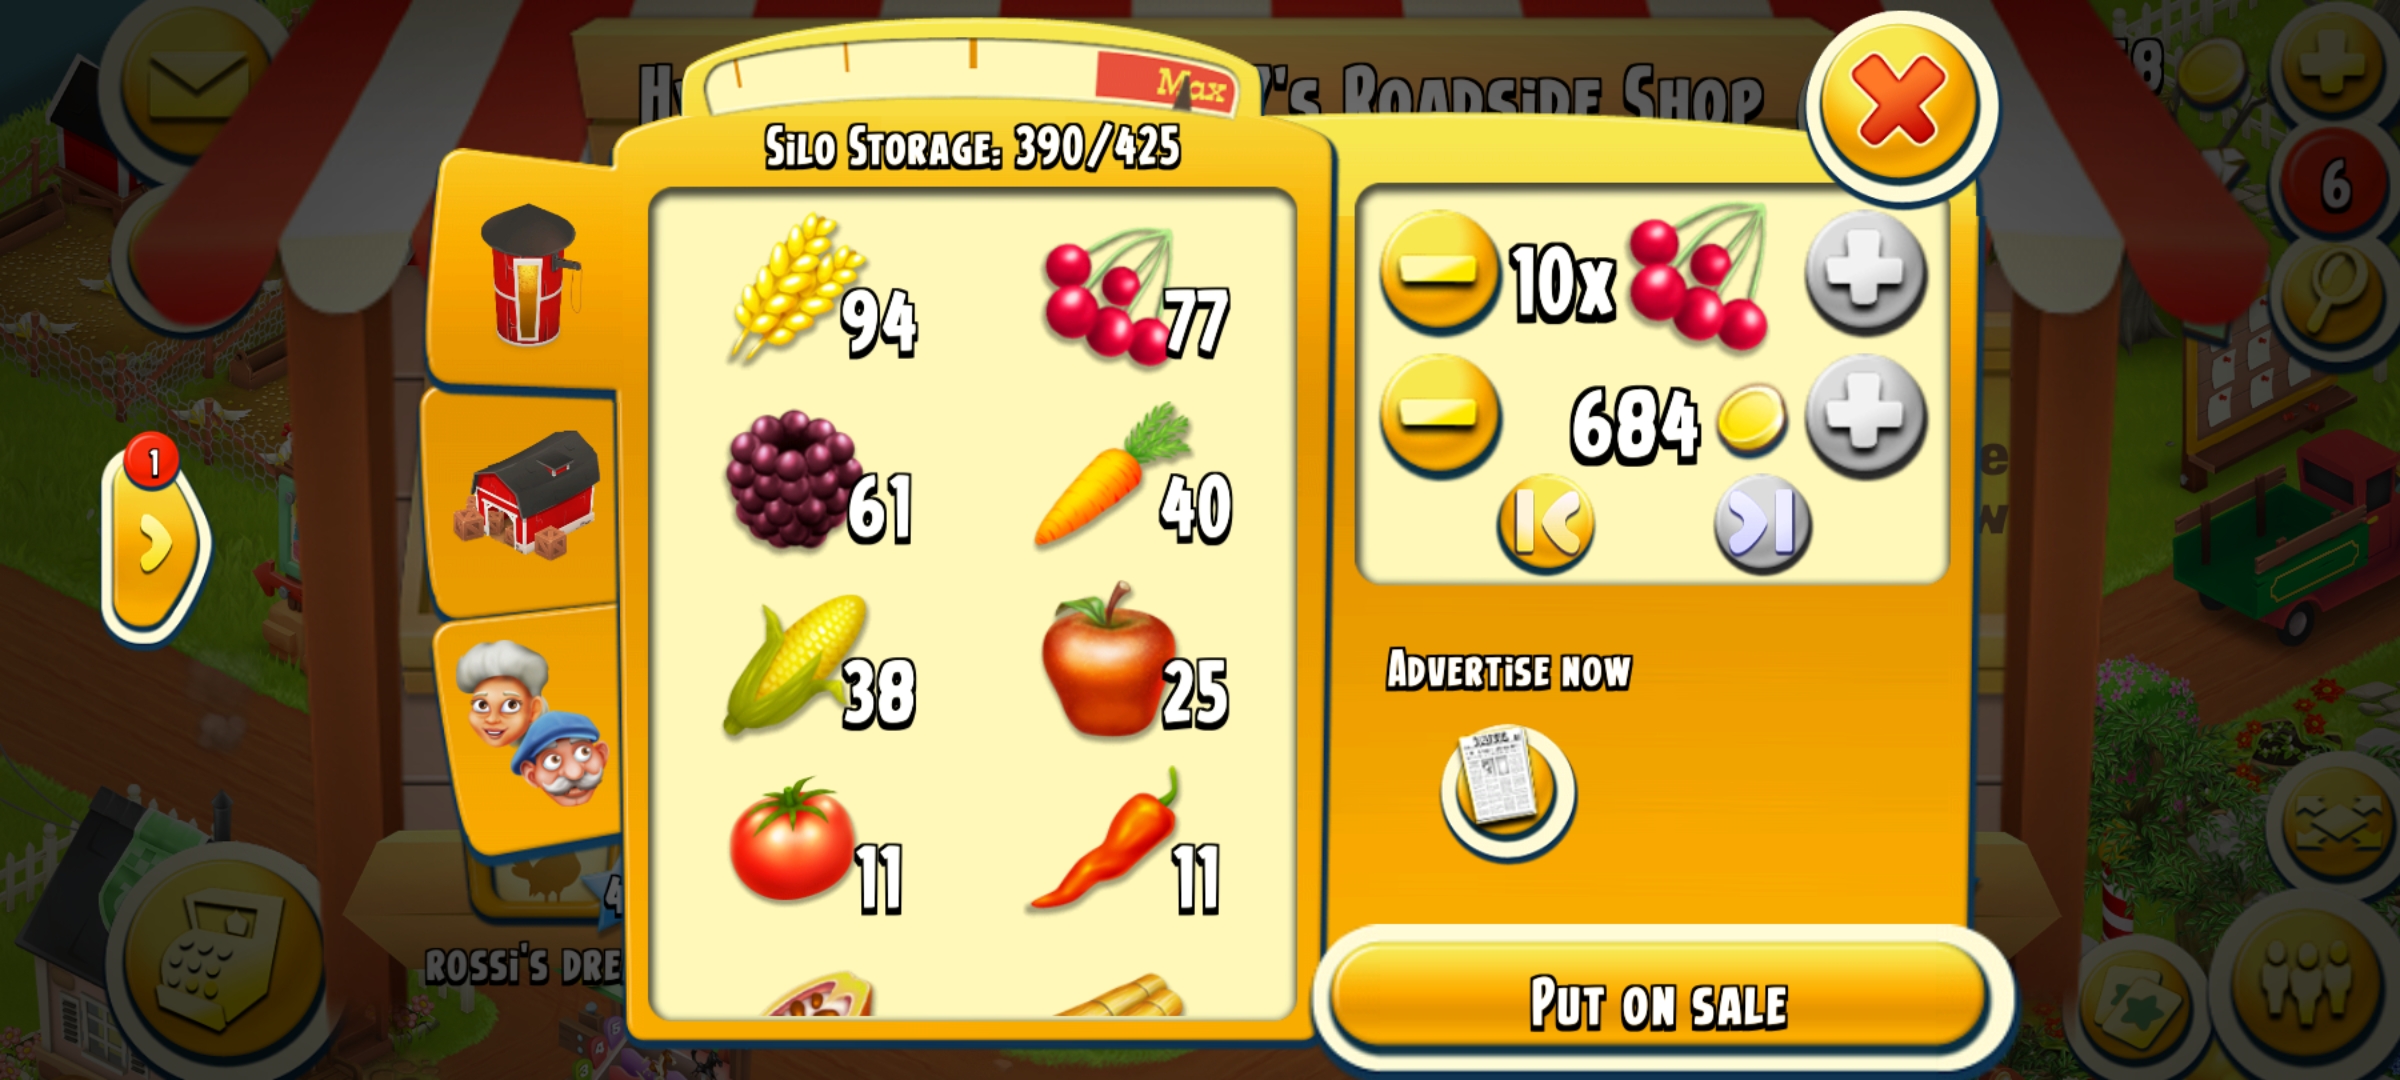 Max
's Roadside Shop
Silo Storage: 390/425
94
77
61
40
38
25
11
11
10x
684
Advertise now
Put on sale
6
1
8
Rossi's Dre